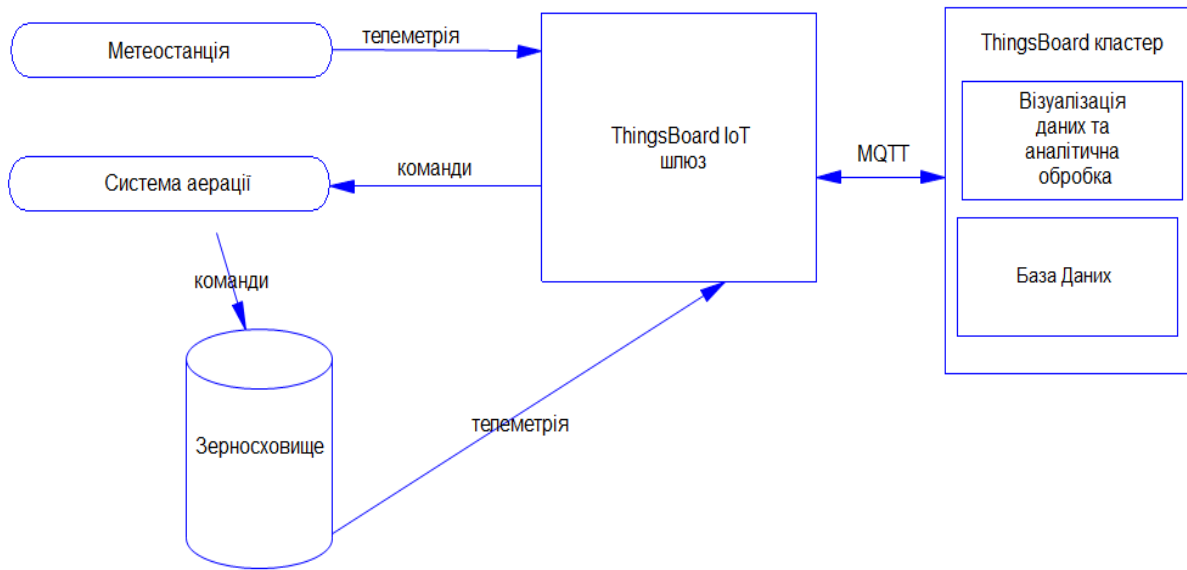 Метеостанція
телеметрія
ThingsBoard IoT
шлюз
ThingsBoard кластер
Візуалізація
даних та
аналітична
обробка
MQTT
команди
Система аерації
База Даних
команди
Зерносховище
телеметрія